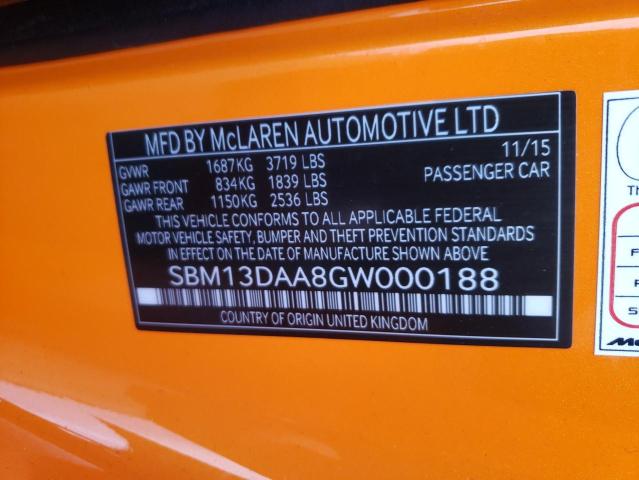 MFD BY McLAREN AUTOMOTIVE LTD
GVWR 1687KG 3719 LBS 11/15
GAWR FRONT 834KG 1839 LBS PASSENGER CAR
GAWR REAR 1150KG 2536 LBS
THIS VEHICLE CONFORMS TO ALL APPLICABLE FEDERAL
MOTOR VEHICLE SAFETY, BUMPER AND THEFT PREVENTION STANDARDS
IN EFFECT ON THE DATE OF MANUFACTURE SHOWN ABOVE
SBM13DAA8GW000188
COUNTRY OF ORIGIN UNITED KINGDOM